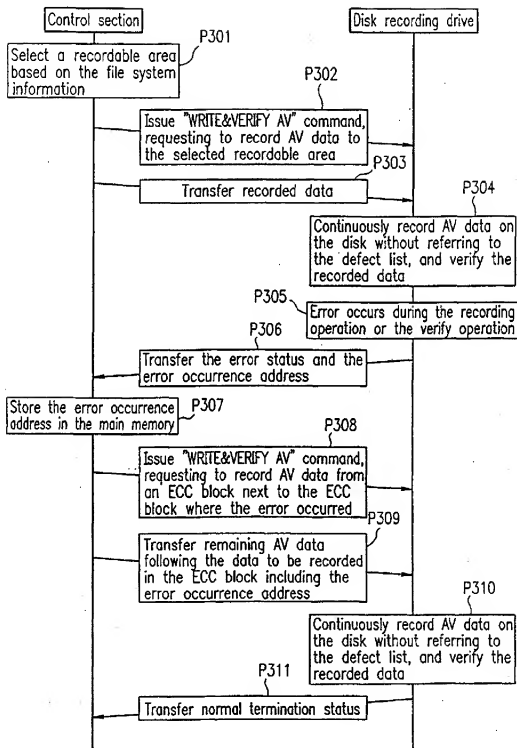 Control section
Disk recording drive
P301
Select a recordable area
based on the file system
information
P302
Issue "WRITE&VERIFY AV" command,
requesting to record AV data to
the selected recordable area
P303
Transfer recorded data
P304
Continuously record AV data on
the disk without referring to
the defect list, and verify the
recorded data
P305
Error occurs during the recording
operation or the verify operation
P306
Transfer the error status and the
error occurrence address
P307
Store the error occurrence
address in the main memory
P308
Issue "WRITE&VERIFY AV" command,
requesting to record AV data from
an ECC block next to the ECC
block where the error occurred
P309
Transfer remaining AV data
following the data to be recorded
in the ECC block including the
error occurrence address
P310
Continuously record AV data on
the disk without referring to
the defect list, and verify the
recorded data
P311
Transfer normal termination status